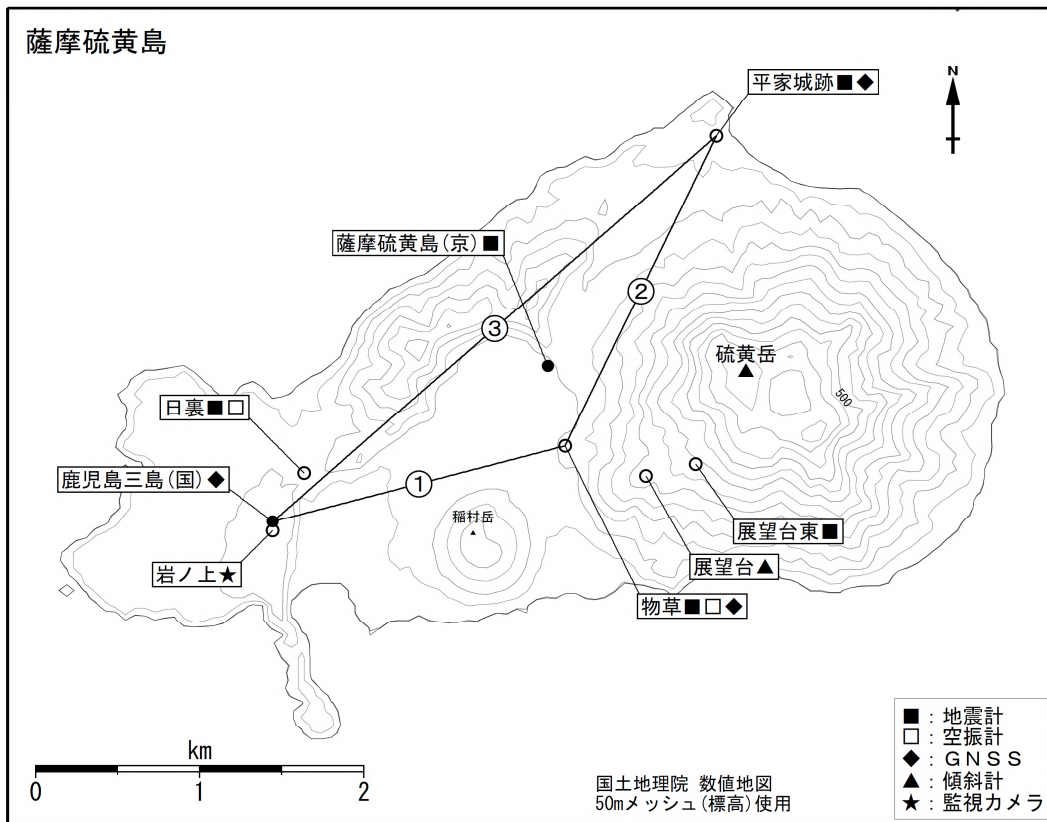 薩摩硫黄島
平家城跡■◆
N
薩摩硫黄島(京)■
②
③
硫黄岳
500
日裏■□
鹿児島三島(国)◆
①
稲村岳
展望台東■
岩ノ上★
展望台▲
物草■□◆
■：地震計
□：空振計
◆：ＧＮＳＳ
▲：傾斜計
★：監視カメラ
km
0 1 2
国土地理院 数値地図
50mメッシュ(標高)使用